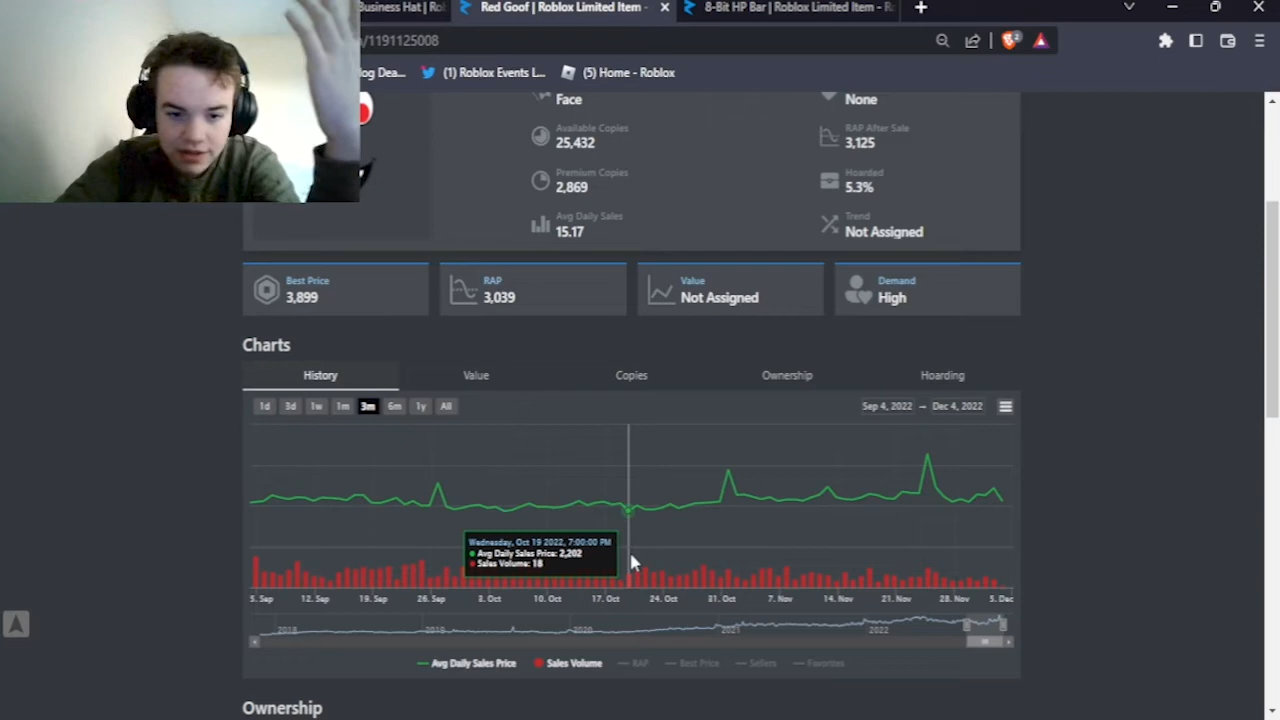 Business Hat | Rol
Red Goof | Roblox Limited Item -
8-Bit HP Bar | Roblox Limited Item - R
/1191125008
log Dea...
(1) Roblox Events L...
(5) Home - Roblox
Face
None
Available Copies
25,432
RAP After Sale
3,125
Premium Copies
2,869
Hoarded
5.3%
Avg Daily Sales
15.17
Trend
Not Assigned
Best Price
3,899
RAP
3,039
Value
Not Assigned
Demand
High
Charts
History
Value
Copies
Ownership
Hoarding
1d 3d 1w 1m 3m 6m 1y All
Sep 4, 2022 → Dec 4, 2022
Wednesday, Oct 19 2022, 7:00:00 PM
Avg Daily Sales Price: 2,202
Sales Volume: 18
5. Sep 12. Sep 19. Sep 26. Sep 8. Oct 10. Oct 17. Oct 24. Oct 31. Oct 7. Nov 14. Nov 21. Nov 28. Nov 5. Dec
2018 2019 2020 2021 2022
Avg Daily Sales Price Sales Volume RAP Best Price Sellers Favorites
Ownership